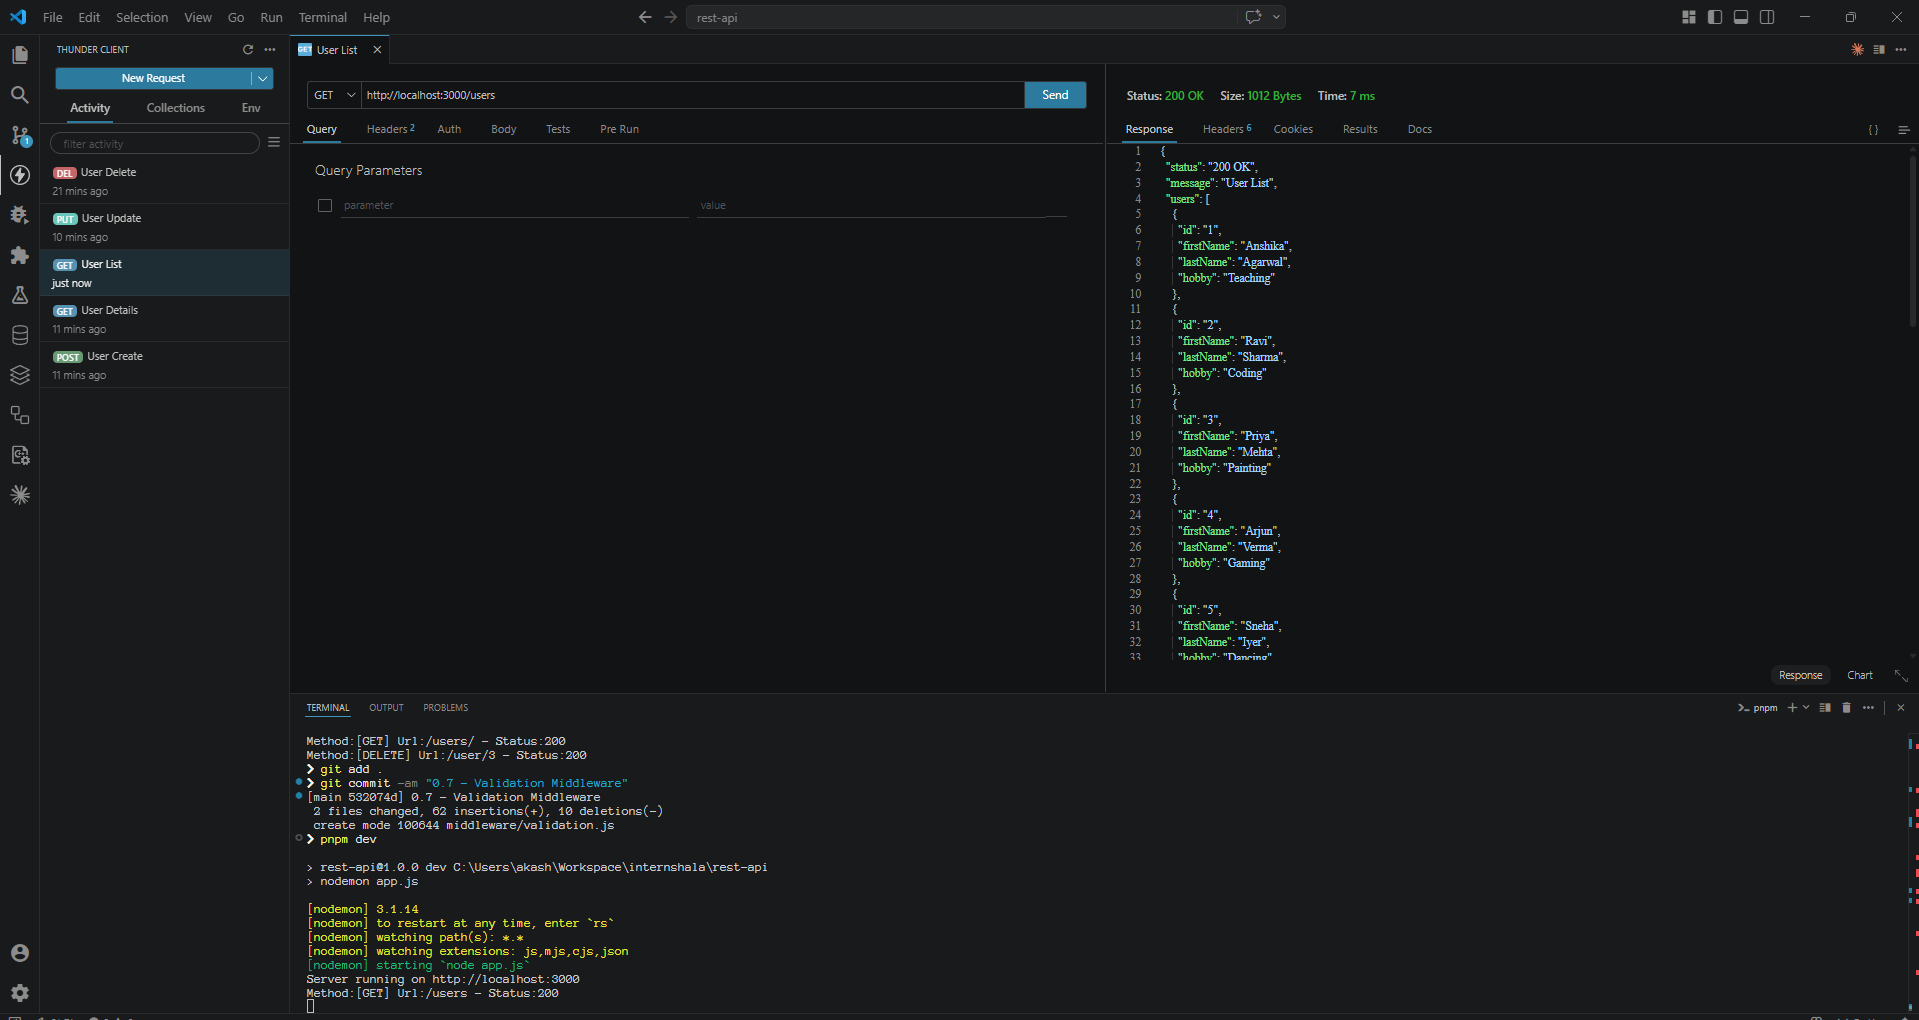 File Edit Selection View Go Run Terminal Help
rest-api
THUNDER CLIENT
New Request
Activity Collections Env
filter activity
DEL User Delete
21 mins ago
PUT User Update
10 mins ago
GET User List
just now
GET User Details
11 mins ago
POST User Create
11 mins ago
1
GET User List
GET http://localhost:3000/users Send
Query Headers 2 Auth Body Tests Pre Run
Query Parameters
parameter value
Status: 200 OK Size: 1012 Bytes Time: 7 ms
Response Headers 6 Cookies Results Docs { }
1 {
2 "status": "200 OK",
3 "message": "User List",
4 "users": [
5 {
6 "id": "1",
7 "firstName": "Anshika",
8 "lastName": "Agarwal",
9 "hobby": "Teaching"
10 },
11 {
12 "id": "2",
13 "firstName": "Ravi",
14 "lastName": "Sharma",
15 "hobby": "Coding"
16 },
17 {
18 "id": "3",
19 "firstName": "Priya",
20 "lastName": "Mehta",
21 "hobby": "Painting"
22 },
23 {
24 "id": "4",
25 "firstName": "Arjun",
26 "lastName": "Verma",
27 "hobby": "Gaming"
28 },
29 {
30 "id": "5",
31 "firstName": "Sneha",
32 "lastName": "Iyer",
33 "hobby": "Dancing"
Response Chart
TERMINAL OUTPUT PROBLEMS
pnpm
Method:[GET] Url:/users/ - Status:200
Method:[DELETE] Url:/user/3 - Status:200
❯ git add .
❯ git commit -am "0.7 - Validation Middleware"
[main 532074d] 0.7 - Validation Middleware
2 files changed, 62 insertions(+), 10 deletions(-)
create mode 100644 middleware/validation.js
❯ pnpm dev
> rest-api@1.0.0 dev C:\Users\akash\Workspace\internshala\rest-api
> nodemon app.js
[nodemon] 3.1.14
[nodemon] to restart at any time, enter `rs`
[nodemon] watching path(s): *.*
[nodemon] watching extensions: js,mjs,cjs,json
[nodemon] starting `node app.js`
Server running on http://localhost:3000
Method:[GET] Url:/users - Status:200